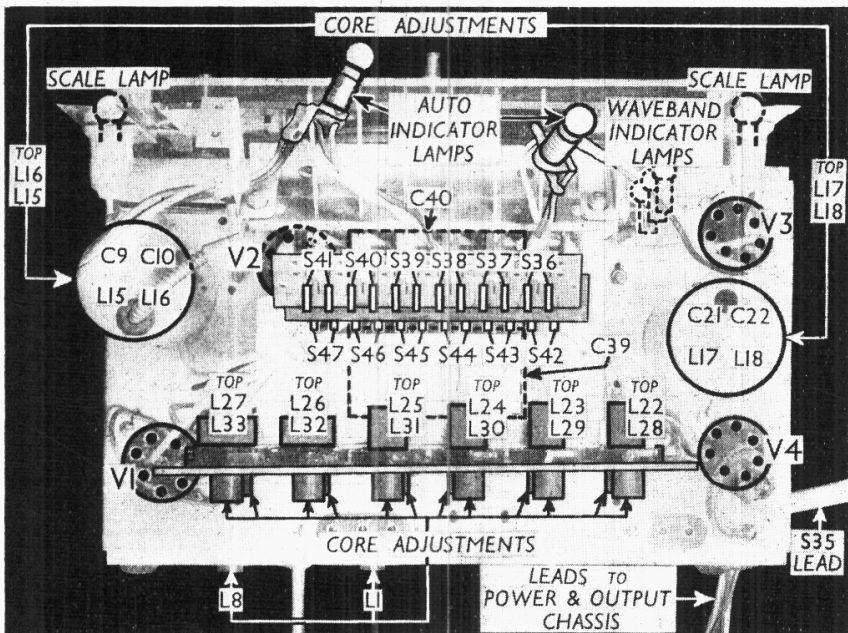 CORE ADJUSTMENTS
SCALE LAMP
SCALE LAMP
AUTO
INDICATOR
LAMPS
WAVEBAND
INDICATOR
LAMPS
TOP
L16
L15
TOP
L17
L18
C40
V3
V2
C9 C10
L15 L16
S41 S40 S39 S38 S37 S36
C21 C22
L17 L18
S47 S46 S45 S44 S43 S42
C39
TOP TOP TOP TOP TOP TOP
L27 L26 L25 L24 L23 L22
L33 L32 L31 L30 L29 L28
V1
V4
CORE ADJUSTMENTS
S35
LEAD
L8
L1
LEADS TO
POWER & OUTPUT
CHASSIS